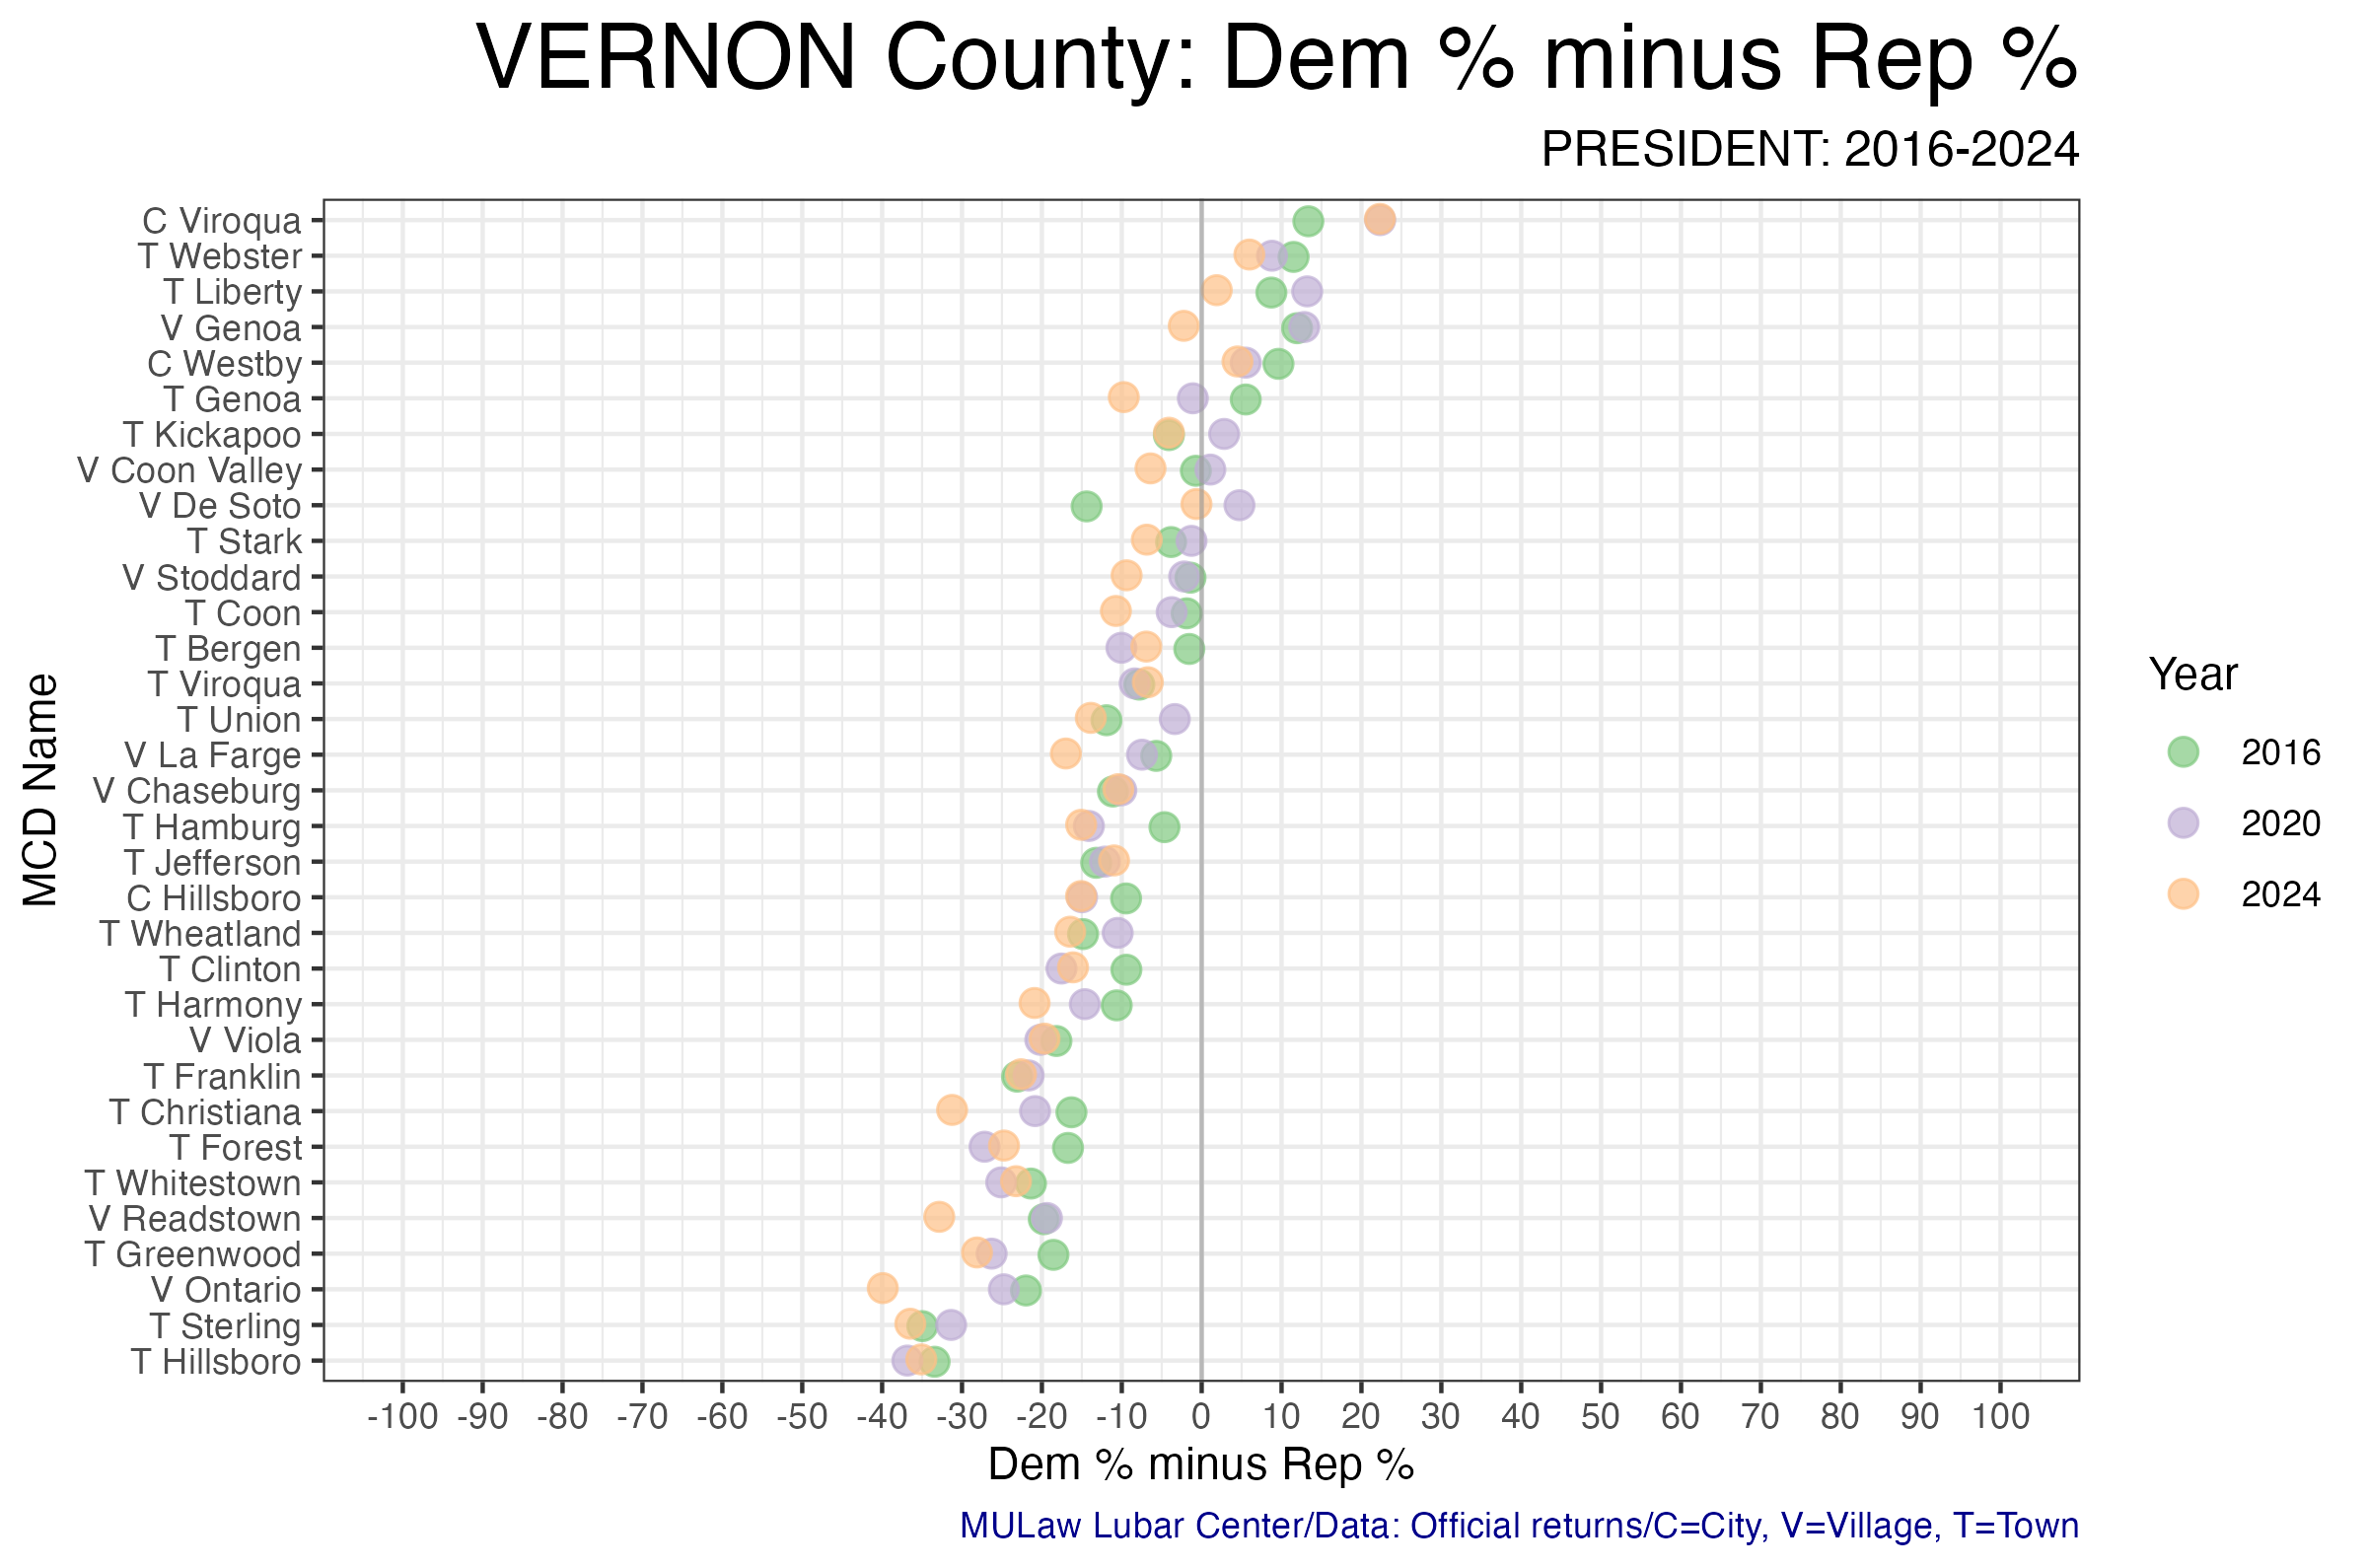 VERNON County: Dem % minus Rep %
PRESIDENT: 2016-2024
MCD Name
C Viroqua
T Webster
T Liberty
V Genoa
C Westby
T Genoa
T Kickapoo
V Coon Valley
V De Soto
T Stark
V Stoddard
T Coon
T Bergen
T Viroqua
T Union
V La Farge
V Chaseburg
T Hamburg
T Jefferson
C Hillsboro
T Wheatland
T Clinton
T Harmony
V Viola
T Franklin
T Christiana
T Forest
T Whitestown
V Readstown
T Greenwood
V Ontario
T Sterling
T Hillsboro
-100 -90 -80 -70 -60 -50 -40 -30 -20 -10 0 10 20 30 40 50 60 70 80 90 100
Dem % minus Rep %
Year
2016
2020
2024
MULaw Lubar Center/Data: Official returns/C=City, V=Village, T=Town